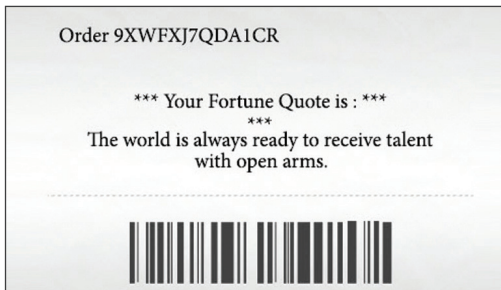 Order 9XWFXJ7QDA1CR
*** Your Fortune Quote is : ***
***
The world is always ready to receive talent
with open arms.